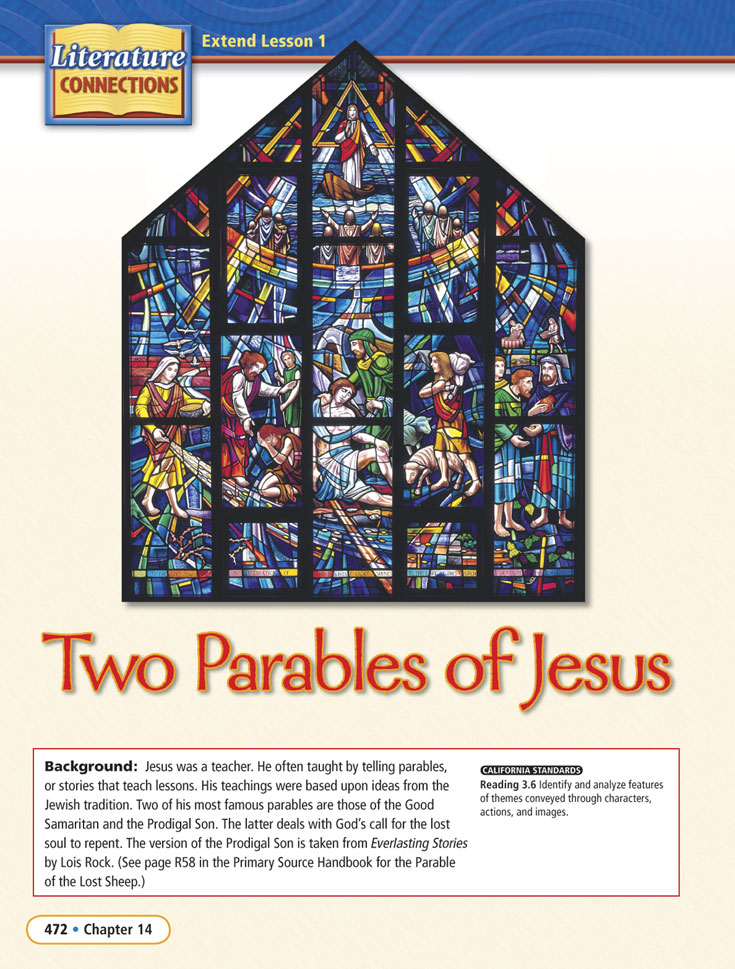 Literature
CONNECTIONS
Extend Lesson 1
Two Parables of Jesus
Background: Jesus was a teacher. He often taught by telling parables,
or stories that teach lessons. His teachings were based upon ideas from the
Jewish tradition. Two of his most famous parables are those of the Good
Samaritan and the Prodigal Son. The latter deals with God's call for the lost
soul to repent. The version of the Prodigal Son is taken from Everlasting Stories
by Lois Rock. (See page R58 in the Primary Source Handbook for the Parable
of the Lost Sheep.)
CALIFORNIA STANDARDS
Reading 3.6 Identify and analyze features
of themes conveyed through characters,
actions, and images.
472 • Chapter 14